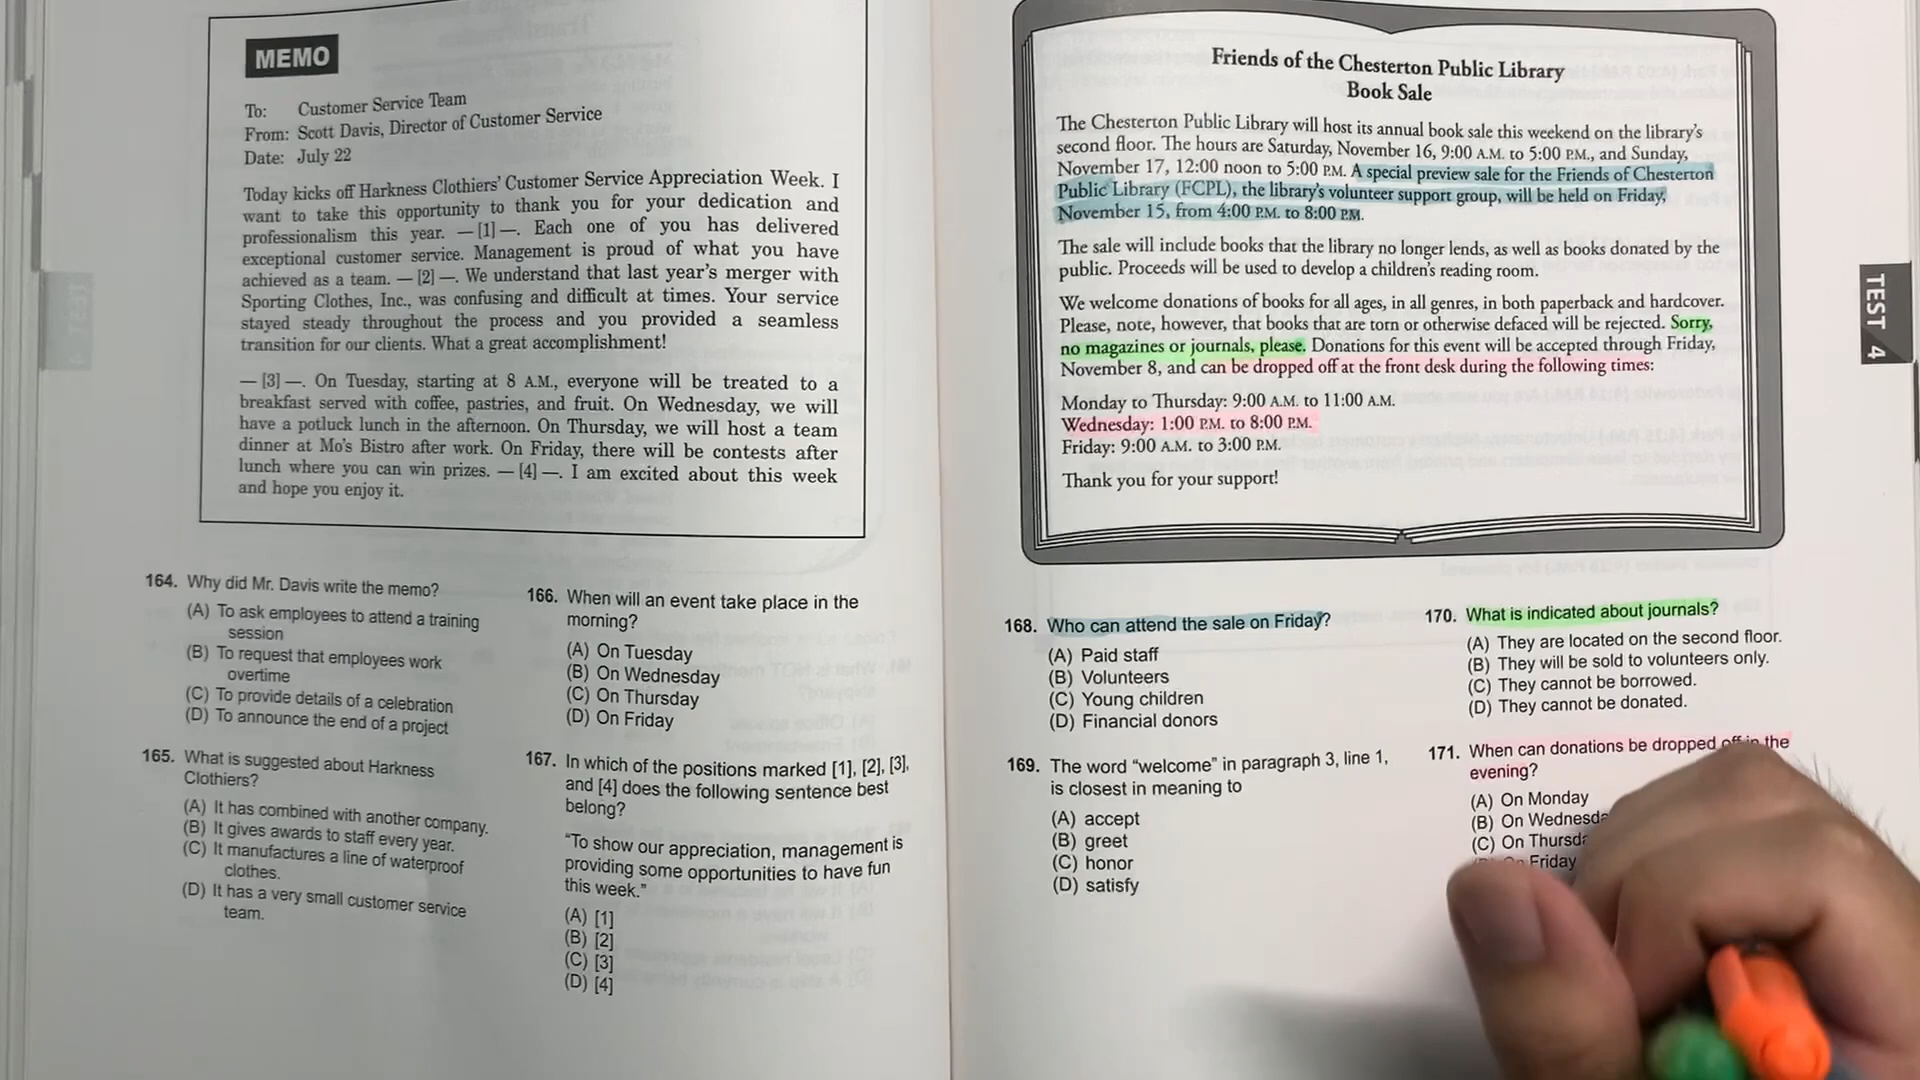 MEMO
To: Customer Service Team
From: Scott Davis, Director of Customer Service
Date: July 22
Today kicks off Harkness Clothiers' Customer Service Appreciation Week. I
want to take this opportunity to thank you for your dedication and
professionalism this year. — [1] —. Each one of you has delivered
exceptional customer service. Management is proud of what you have
achieved as a team. — [2] —. We understand that last year's merger with
Sporting Clothes, Inc., was confusing and difficult at times. Your service
stayed steady throughout the process and you provided a seamless
transition for our clients. What a great accomplishment!
— [3] —. On Tuesday, starting at 8 A.M., everyone will be treated to a
breakfast served with coffee, pastries, and fruit. On Wednesday, we will
have a potluck lunch in the afternoon. On Thursday, we will host a team
dinner at Mo's Bistro after work. On Friday, there will be contests after
lunch where you can win prizes. — [4] —. I am excited about this week
and hope you enjoy it.
164. Why did Mr. Davis write the memo?
(A) To ask employees to attend a training
session
(B) To request that employees work
overtime
(C) To provide details of a celebration
(D) To announce the end of a project
165. What is suggested about Harkness
Clothiers?
(A) It has combined with another company.
(B) It gives awards to staff every year.
(C) It manufactures a line of waterproof
clothes.
(D) It has a very small customer service
team.
166. When will an event take place in the
morning?
(A) On Tuesday
(B) On Wednesday
(C) On Thursday
(D) On Friday
167. In which of the positions marked [1], [2], [3],
and [4] does the following sentence best
belong?
"To show our appreciation, management is
providing some opportunities to have fun
this week."
(A) [1]
(B) [2]
(C) [3]
(D) [4]
Friends of the Chesterton Public Library
Book Sale
The Chesterton Public Library will host its annual book sale this weekend on the library's
second floor. The hours are Saturday, November 16, 9:00 A.M. to 5:00 P.M., and Sunday,
November 17, 12:00 noon to 5:00 P.M. A special preview sale for the Friends of Chesterton
Public Library (FCPL), the library's volunteer support group, will be held on Friday,
November 15, from 4:00 P.M. to 8:00 P.M.
The sale will include books that the library no longer lends, as well as books donated by the
public. Proceeds will be used to develop a children's reading room.
We welcome donations of books for all ages, in all genres, in both paperback and hardcover.
Please, note, however, that books that are torn or otherwise defaced will be rejected. Sorry,
no magazines or journals, please. Donations for this event will be accepted through Friday,
November 8, and can be dropped off at the front desk during the following times:
Monday to Thursday: 9:00 A.M. to 11:00 A.M.
Wednesday: 1:00 P.M. to 8:00 P.M.
Friday: 9:00 A.M. to 3:00 P.M.
Thank you for your support!
TEST 4
168. Who can attend the sale on Friday?
(A) Paid staff
(B) Volunteers
(C) Young children
(D) Financial donors
169. The word "welcome" in paragraph 3, line 1,
is closest in meaning to
(A) accept
(B) greet
(C) honor
(D) satisfy
170. What is indicated about journals?
(A) They are located on the second floor.
(B) They will be sold to volunteers only.
(C) They cannot be borrowed.
(D) They cannot be donated.
171. When can donations be dropped off in the
evening?
(A) On Monday
(B) On Wednesda
(C) On Thursda
Friday